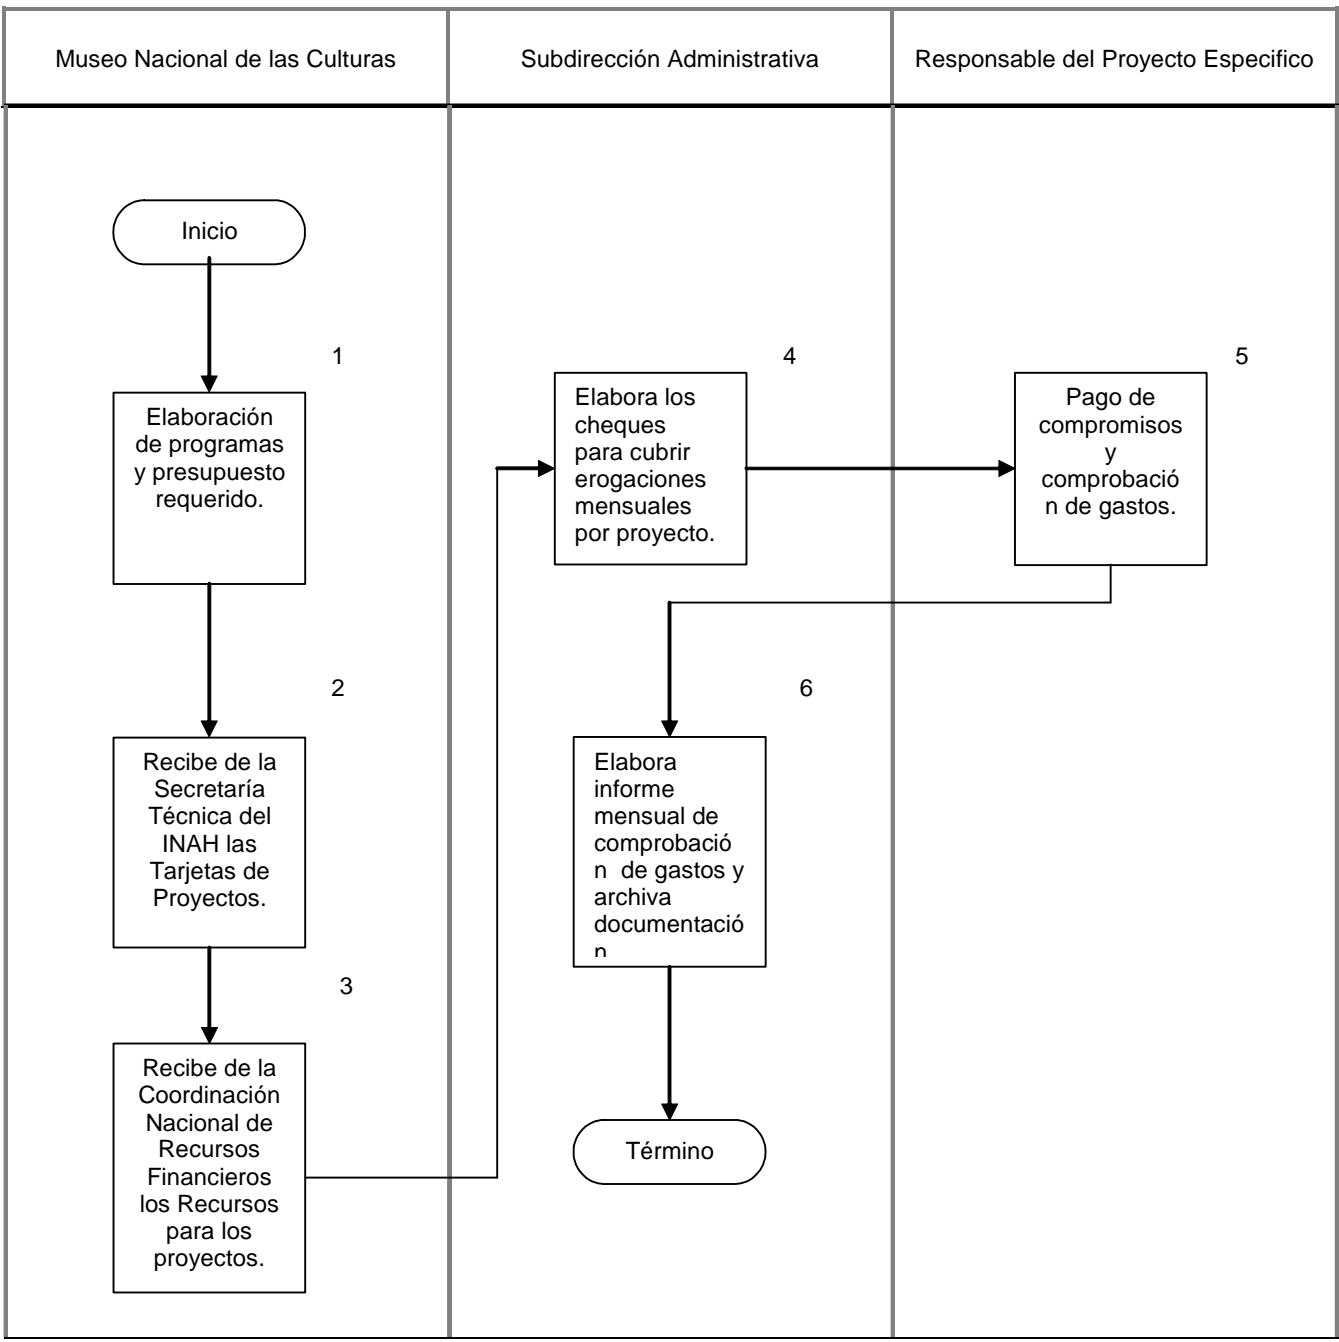 Museo Nacional de las Culturas
Subdirección Administrativa
Responsable del Proyecto Especifico
Inicio
1
Elaboración
de programas
y presupuesto
requerido.
2
Recibe de la
Secretaría
Técnica del
INAH las
Tarjetas de
Proyectos.
3
Recibe de la
Coordinación
Nacional de
Recursos
Financieros
los Recursos
para los
proyectos.
4
Elabora los
cheques
para cubrir
erogaciones
mensuales
por proyecto.
5
Pago de
compromisos
y
comprobació
n de gastos.
6
Elabora
informe
mensual de
comprobació
n  de gastos y
archiva
documentació
n
Término